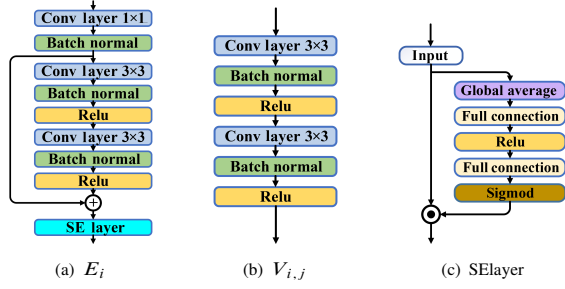 Conv layer 1×1
Batch normal
Conv layer 3×3
Batch normal
Relu
Conv layer 3×3
Batch normal
Relu
SE layer
(a) E_i
Conv layer 3×3
Batch normal
Relu
Conv layer 3×3
Batch normal
Relu
(b) V_{i,j}
Input
Global average
Full connection
Relu
Full connection
Sigmod
(c) SElayer